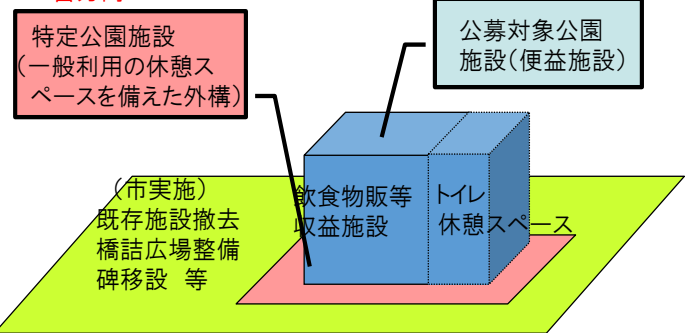 特定公園施設
(一般利用の休憩ス
ペースを備えた外構)
公募対象公園
施設(便益施設)
(市実施)
既存施設撤去
橋詰広場整備
碑移設 等
飲食物販等
収益施設
トイレ
休憩スペース